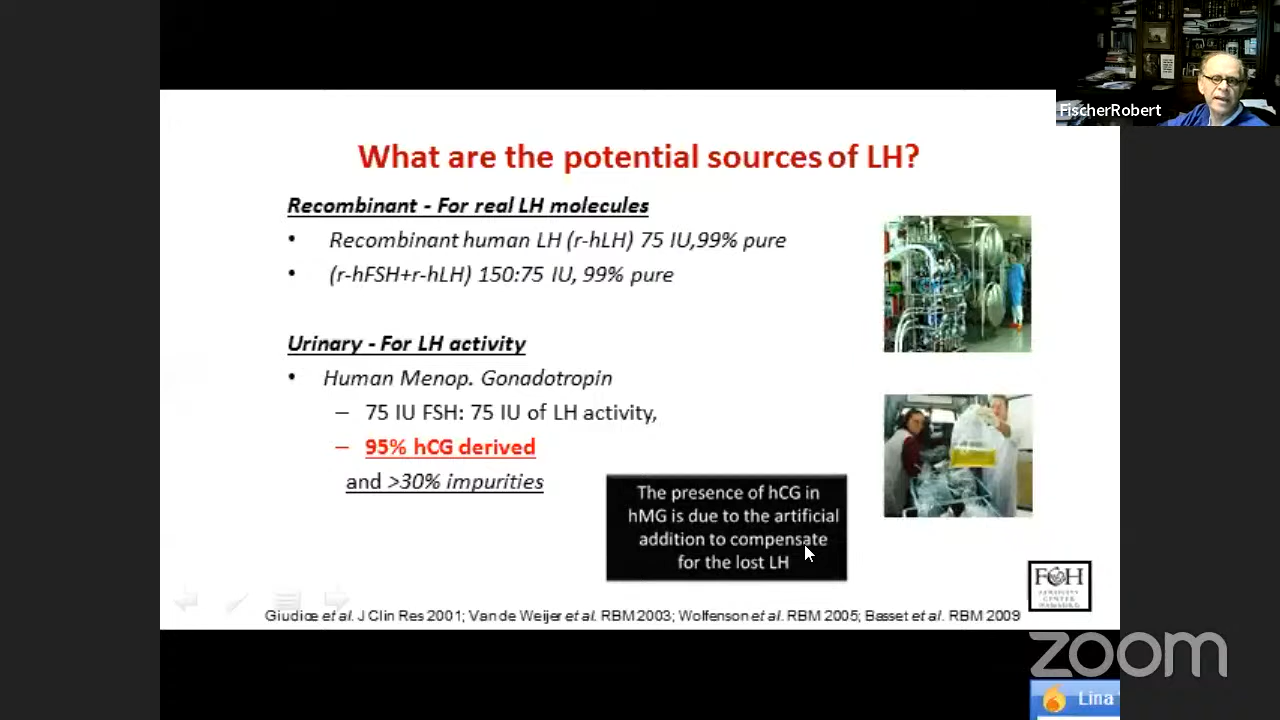 FischerRobert
What are the potential sources of LH?
Recombinant - For real LH molecules
• Recombinant human LH (r-hLH) 75 IU,99% pure
• (r-hFSH+r-hLH) 150:75 IU, 99% pure
Urinary - For LH activity
• Human Menop. Gonadotropin
– 75 IU FSH: 75 IU of LH activity,
– 95% hCG derived
and >30% impurities
The presence of hCG in
hMG is due to the artificial
addition to compensate
for the lost LH
FCH
FERTILITY
CENTER
HAMBURG
Giudice et al. J Clin Res 2001; Van de Weijer et al. RBM 2003; Wolfenson et al. RBM 2005; Basset et al. RBM 2009
zoom
Lina